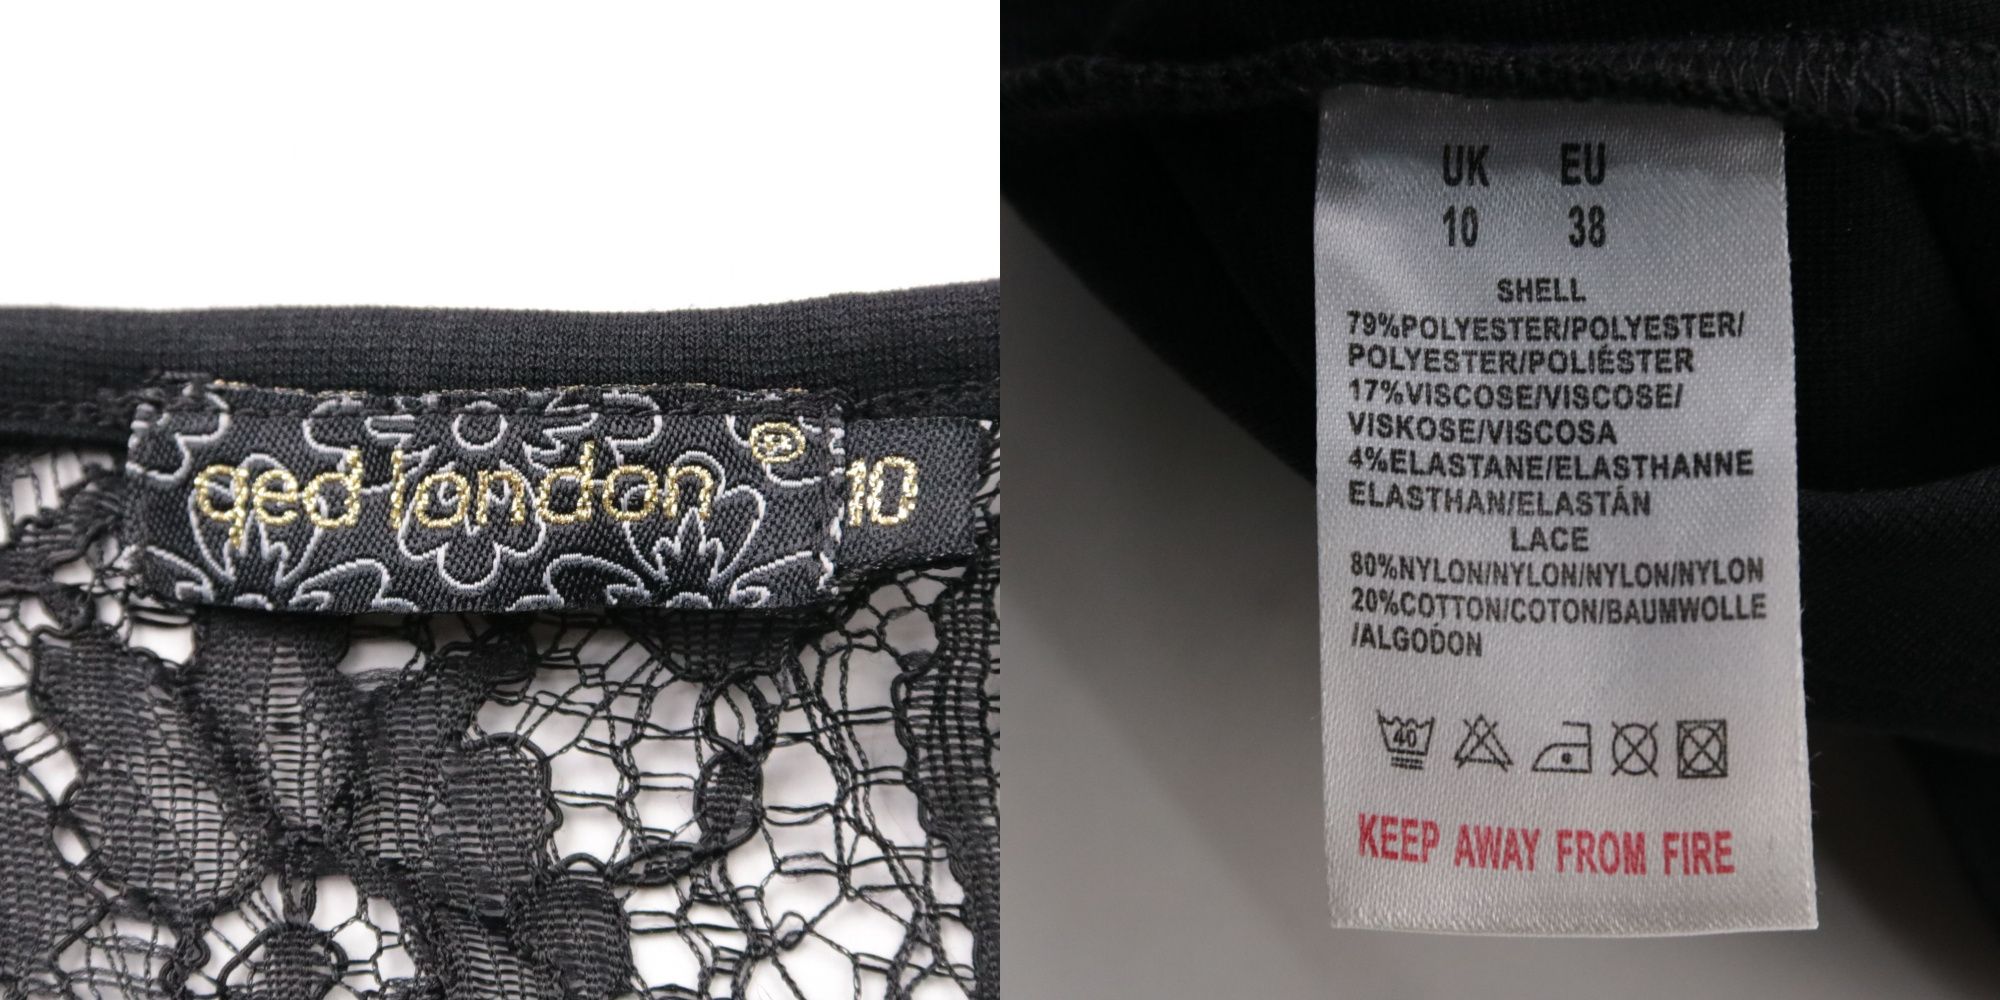 qed london® 10
UK EU
10 38
SHELL
79%POLYESTER/POLYESTER/
POLYESTER/POLIÉSTER
17%VISCOSE/VISCOSE/
VISKOSE/VISCOSA
4%ELASTANE/ELASTHANNE
ELASTHAN/ELASTÁN
LACE
80%NYLON/NYLON/NYLON/NYLON
20%COTTON/COTON/BAUMWOLLE
/ALGODÓN
40
KEEP AWAY FROM FIRE